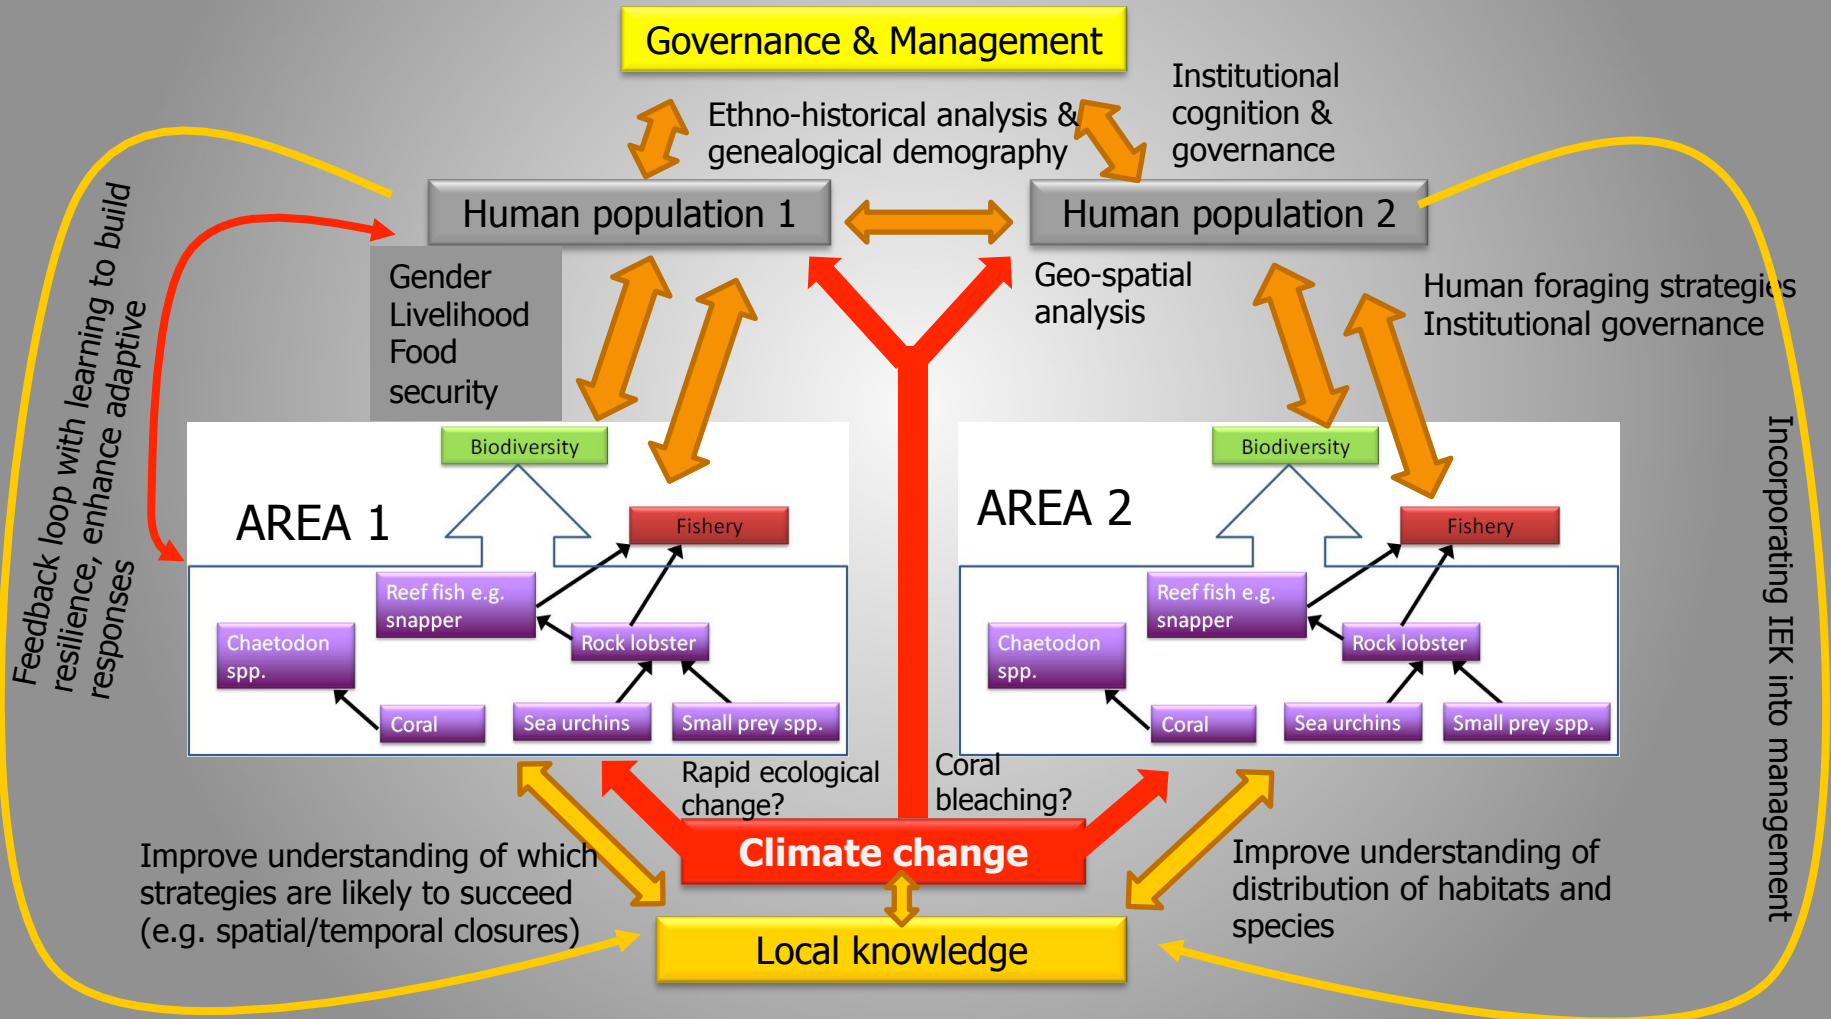 Governance & Management
Institutional
cognition &
governance
Ethno-historical analysis &
genealogical demography
Human population 1
Human population 2
Gender
Livelihood
Food
security
Geo-spatial
analysis
Human foraging strategies
Institutional governance
Feedback loop with learning to build
resilience, enhance adaptive
responses
Incorporating IEK into management
AREA 1
Biodiversity
Fishery
Reef fish e.g.
snapper
Chaetodon
spp.
Rock lobster
Coral
Sea urchins
Small prey spp.
AREA 2
Biodiversity
Fishery
Reef fish e.g.
snapper
Chaetodon
spp.
Rock lobster
Coral
Sea urchins
Small prey spp.
Rapid ecological
change?
Coral
bleaching?
Climate change
Improve understanding of which
strategies are likely to succeed
(e.g. spatial/temporal closures)
Improve understanding of
distribution of habitats and
species
Local knowledge